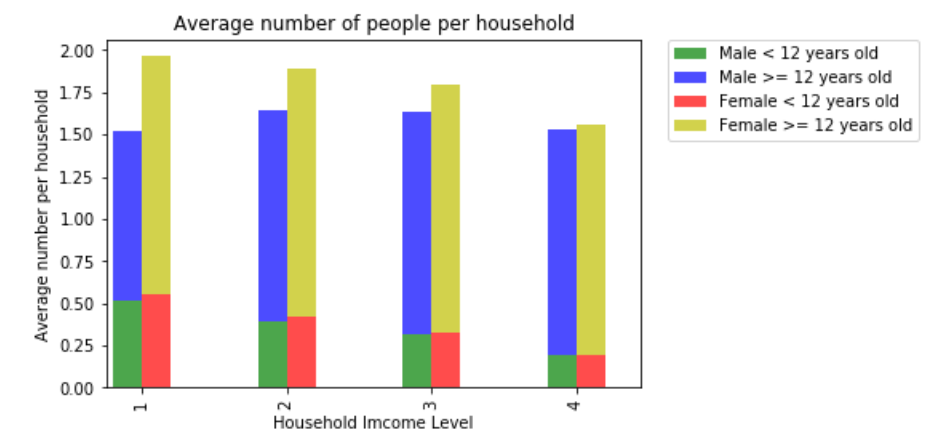 Average number of people per household
2.00
1.75
1.50
1.25
1.00
0.75
0.50
0.25
0.00
Average number per household
1
2
3
4
Household Imcome Level
Male < 12 years old
Male >= 12 years old
Female < 12 years old
Female >= 12 years old